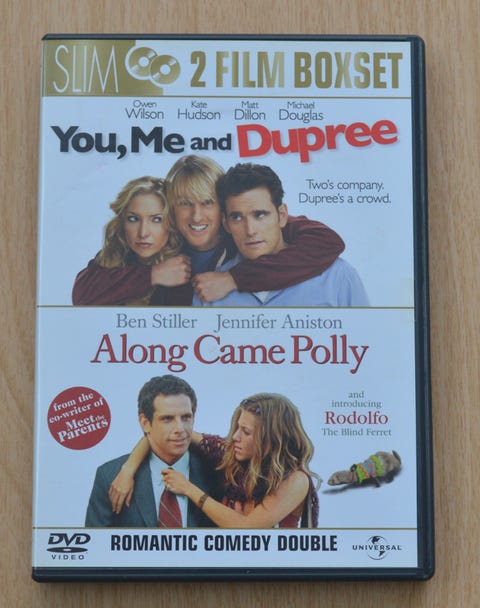 SLIM 2 FILM BOXSET
Owen Wilson Kate Hudson Matt Dillon Michael Douglas
You, Me and Dupree
Two's company.
Dupree's a crowd.
Ben Stiller Jennifer Aniston
Along Came Polly
from the
co-writer of
Meet the
Parents
and
introducing
Rodolfo
The Blind Ferret
DVD
VIDEO
ROMANTIC COMEDY DOUBLE
UNIVERSAL